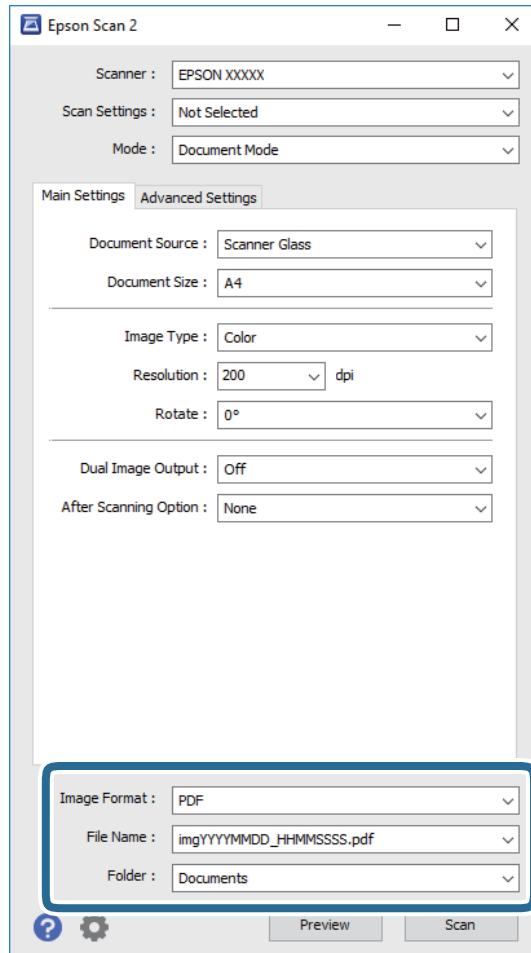 Epson Scan 2
Scanner : EPSON XXXXX
Scan Settings : Not Selected
Mode : Document Mode
Main Settings Advanced Settings
Document Source : Scanner Glass
Document Size : A4
Image Type : Color
Resolution : 200 dpi
Rotate : 0°
Dual Image Output : Off
After Scanning Option : None
Image Format : PDF
File Name : imgYYYYMMDD_HHMMSSSS.pdf
Folder : Documents
? Preview Scan